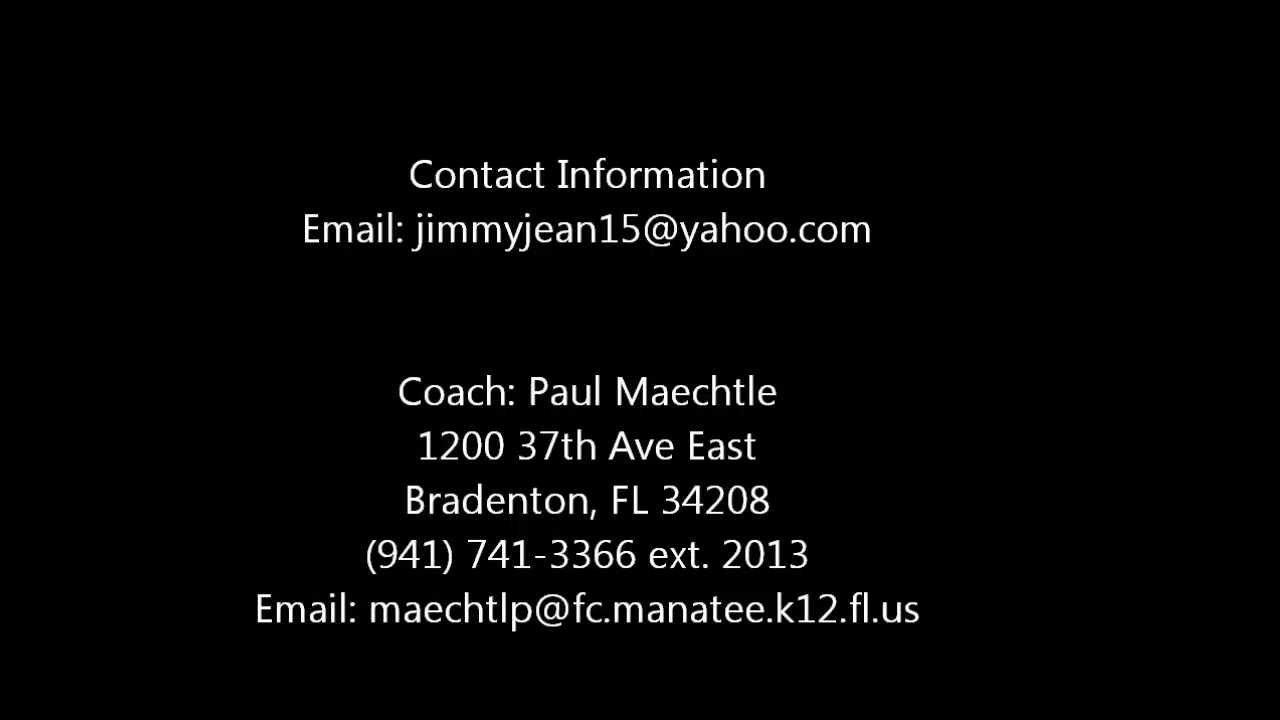 Contact Information
Email: jimmyjean15@yahoo.com
Coach: Paul Maechtle
1200 37th Ave East
Bradenton, FL 34208
(941) 741-3366 ext. 2013
Email: maechtlp@fc.manatee.k12.fl.us